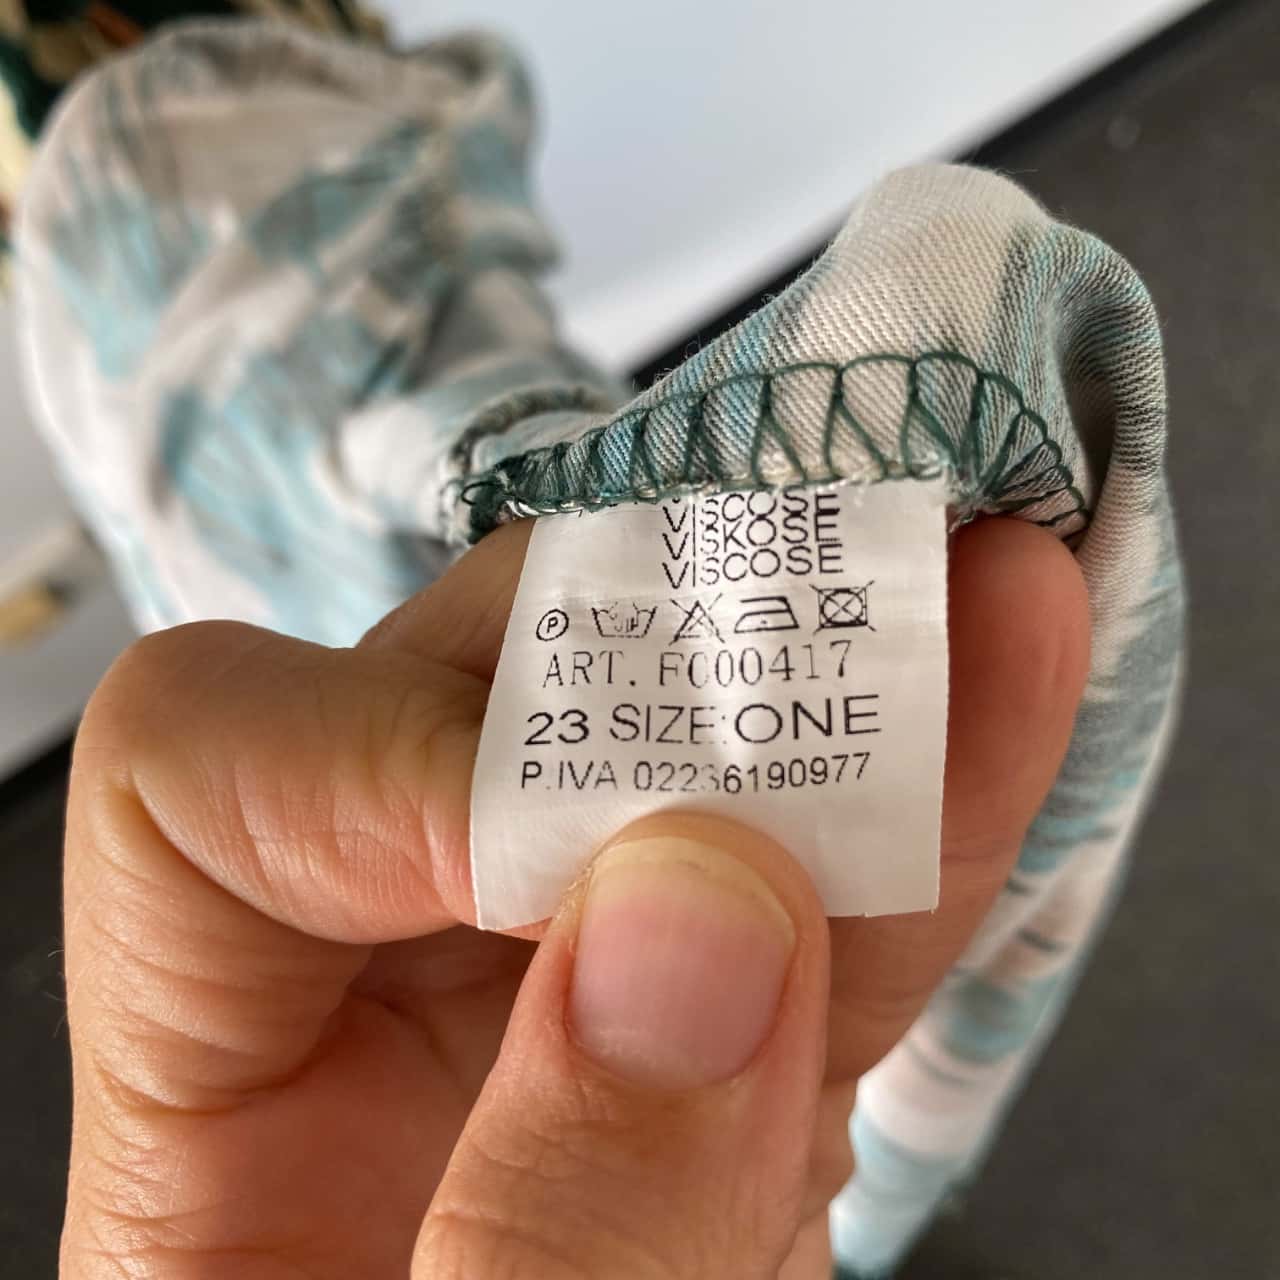 VISCOSE
VISKOSE
VISCOSE
P
ART. F000417
23 SIZE:ONE
P.IVA 02236190977